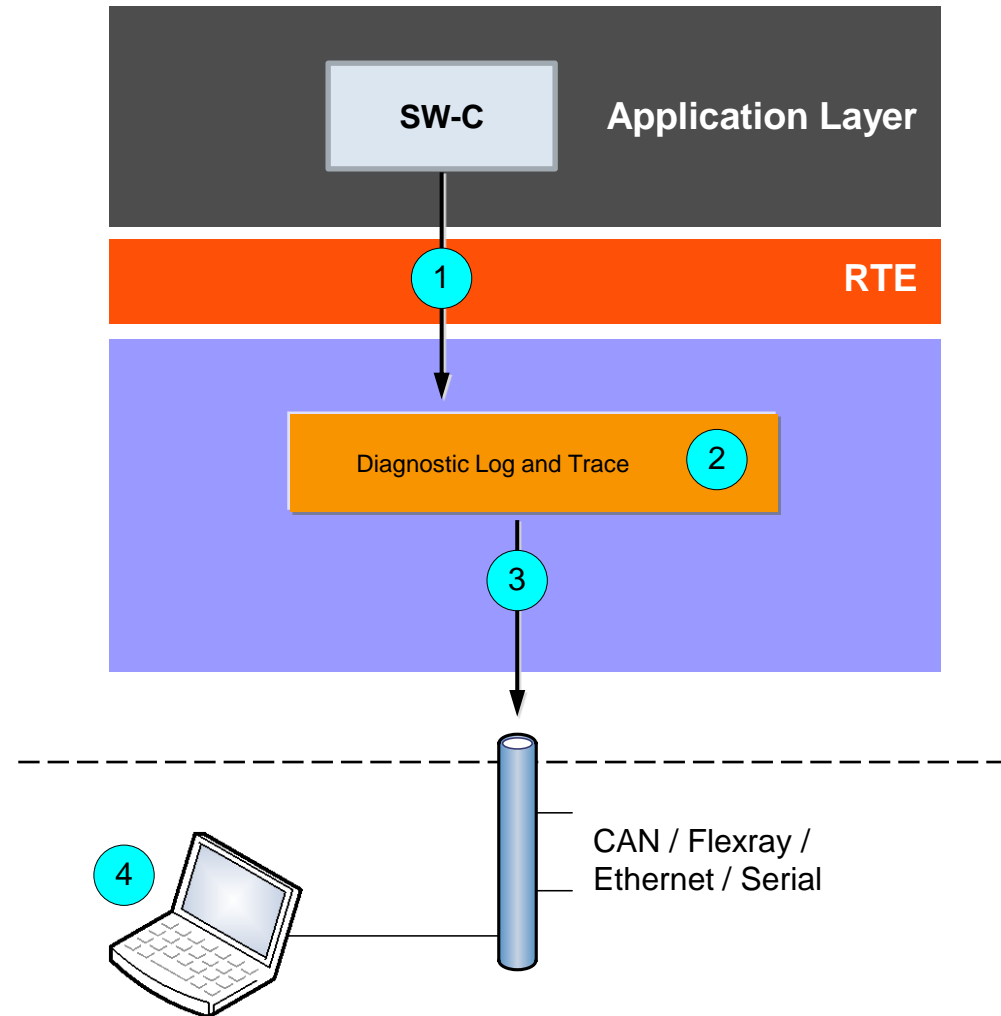 SW-C
Application Layer
1
RTE
Diagnostic Log and Trace
2
3
CAN / Flexray /
Ethernet / Serial
4